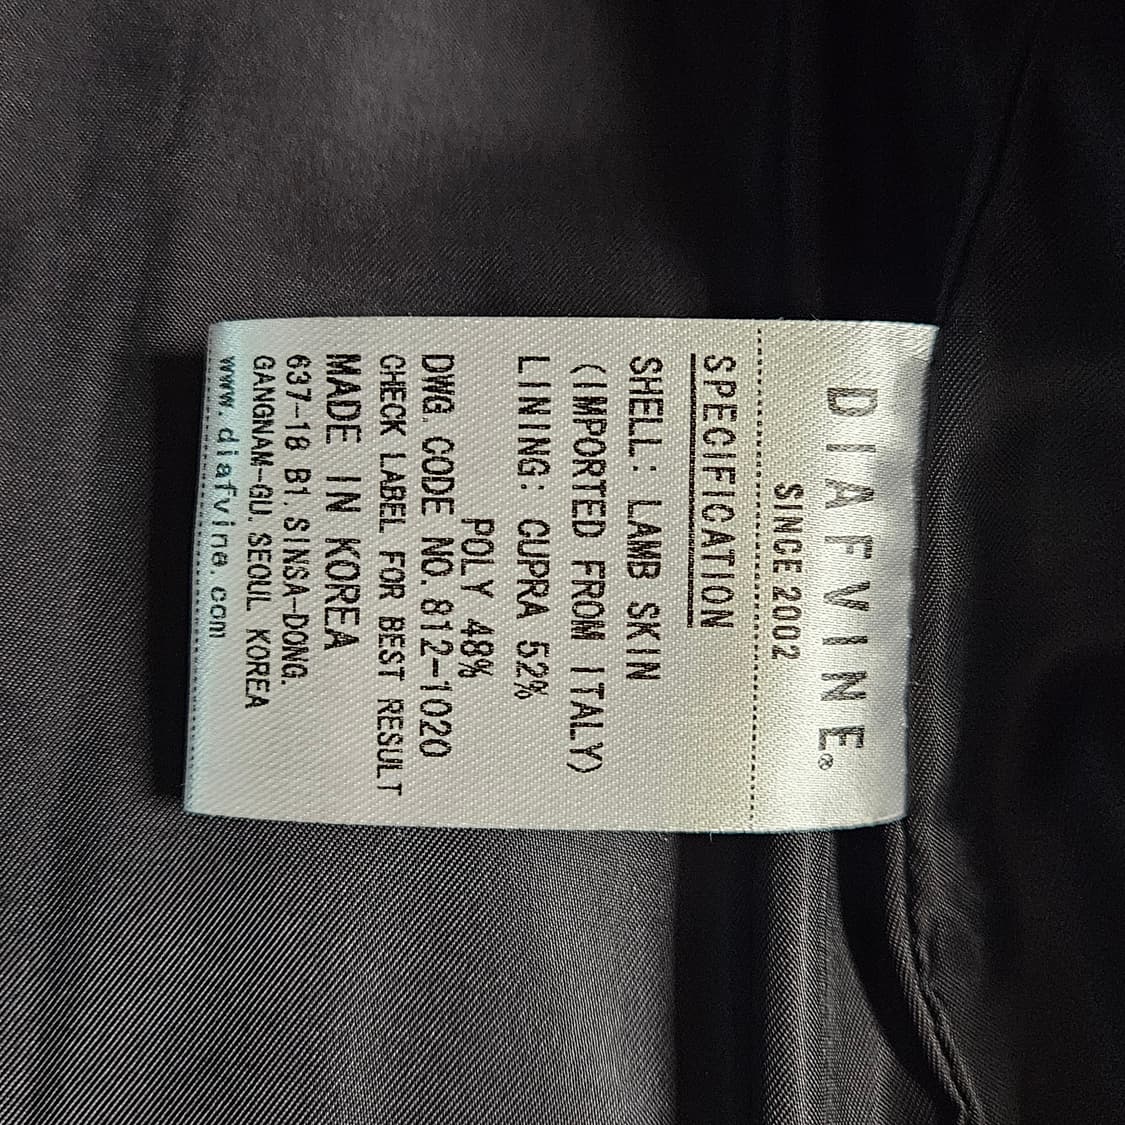 DIAFVINE®
SINCE 2002
SPECIFICATION
SHELL: LAMB SKIN
(IMPORTED FROM ITALY)
LINING: CUPRA 52%
POLY 48%
DWG. CODE NO. 812-1020
CHECK LABEL FOR BEST RESULT
MADE IN KOREA
637-18 B1. SINSA-DONG.
GANGNAM-GU. SEOUL KOREA
www.diafvine.com